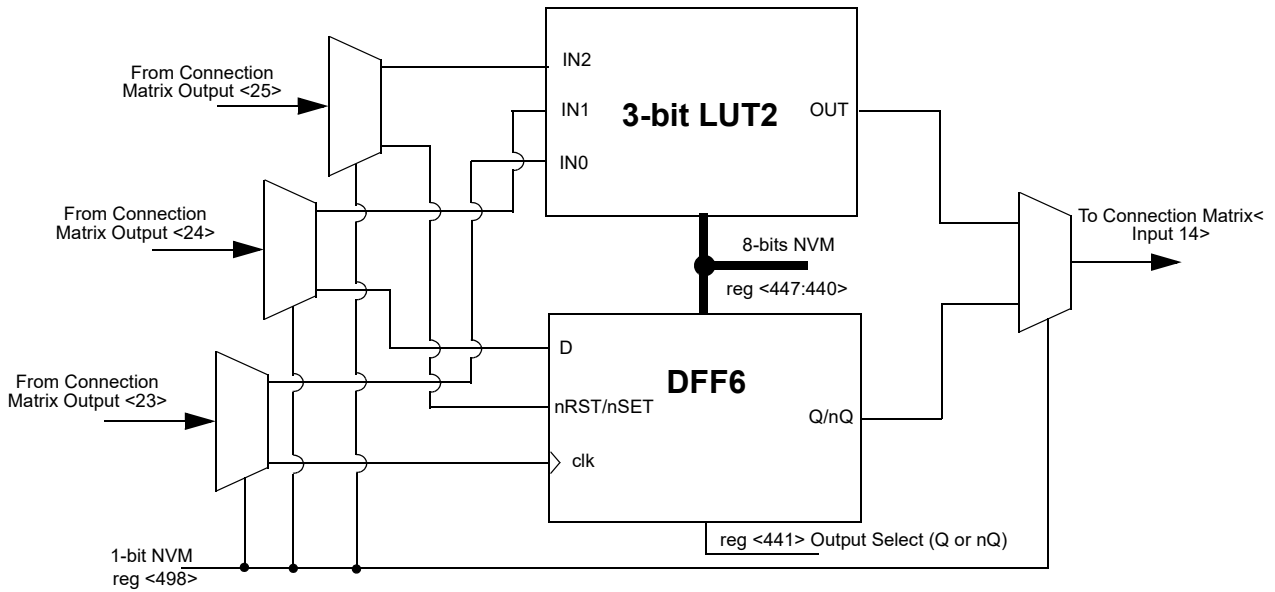 From Connection
Matrix Output <25>
IN2
IN1
IN0
3-bit LUT2
OUT
From Connection
Matrix Output <24>
To Connection Matrix<
Input 14>
8-bits NVM
reg <447:440>
D
nRST/nSET
clk
DFF6
Q/nQ
From Connection
Matrix Output <23>
reg <441> Output Select (Q or nQ)
1-bit NVM
reg <498>